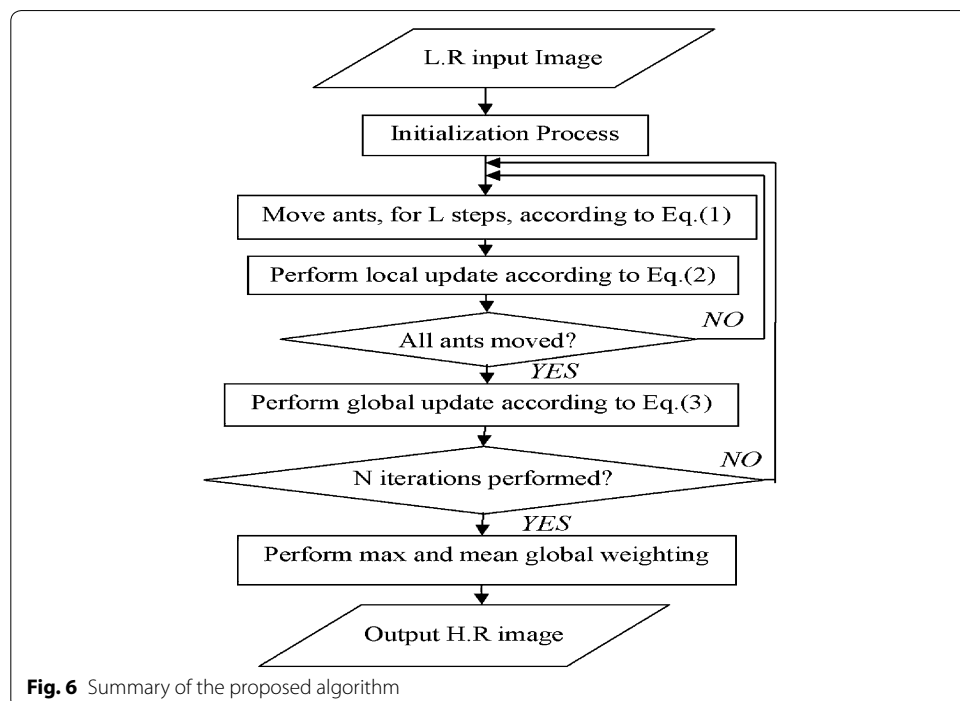 L.R input Image
Initialization Process
Move ants, for L steps, according to Eq.(1)
Perform local update according to Eq.(2)
All ants moved?
NO
YES
Perform global update according to Eq.(3)
N iterations performed?
NO
YES
Perform max and mean global weighting
Output H.R image
Fig. 6 Summary of the proposed algorithm